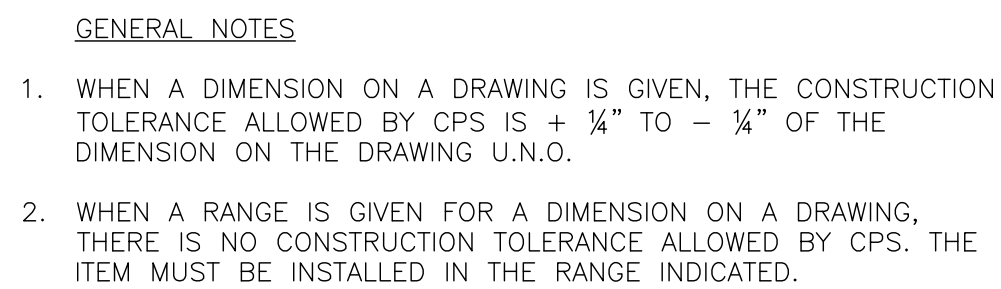 GENERAL NOTES
1. WHEN A DIMENSION ON A DRAWING IS GIVEN, THE CONSTRUCTION
TOLERANCE ALLOWED BY CPS IS + ¼” TO – ¼” OF THE
DIMENSION ON THE DRAWING U.N.O.
2. WHEN A RANGE IS GIVEN FOR A DIMENSION ON A DRAWING,
THERE IS NO CONSTRUCTION TOLERANCE ALLOWED BY CPS. THE
ITEM MUST BE INSTALLED IN THE RANGE INDICATED.